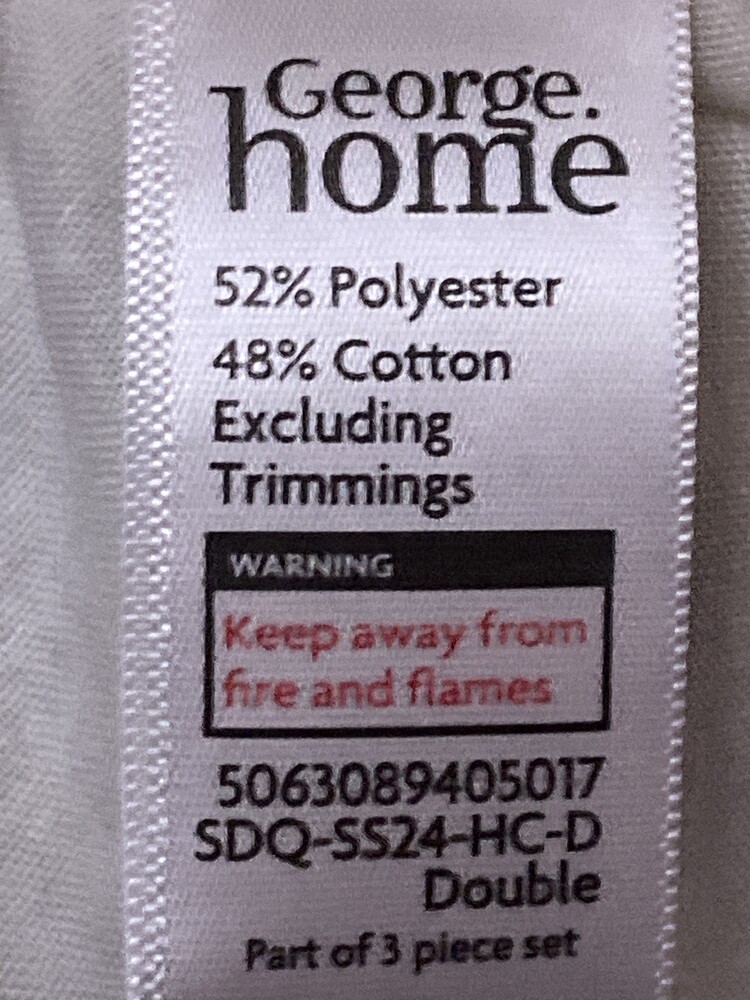 George.
home
52% Polyester
48% Cotton
Excluding
Trimmings
WARNING
Keep away from
fire and flames
5063089405017
SDQ-SS24-HC-D
Double
Part of 3 piece set